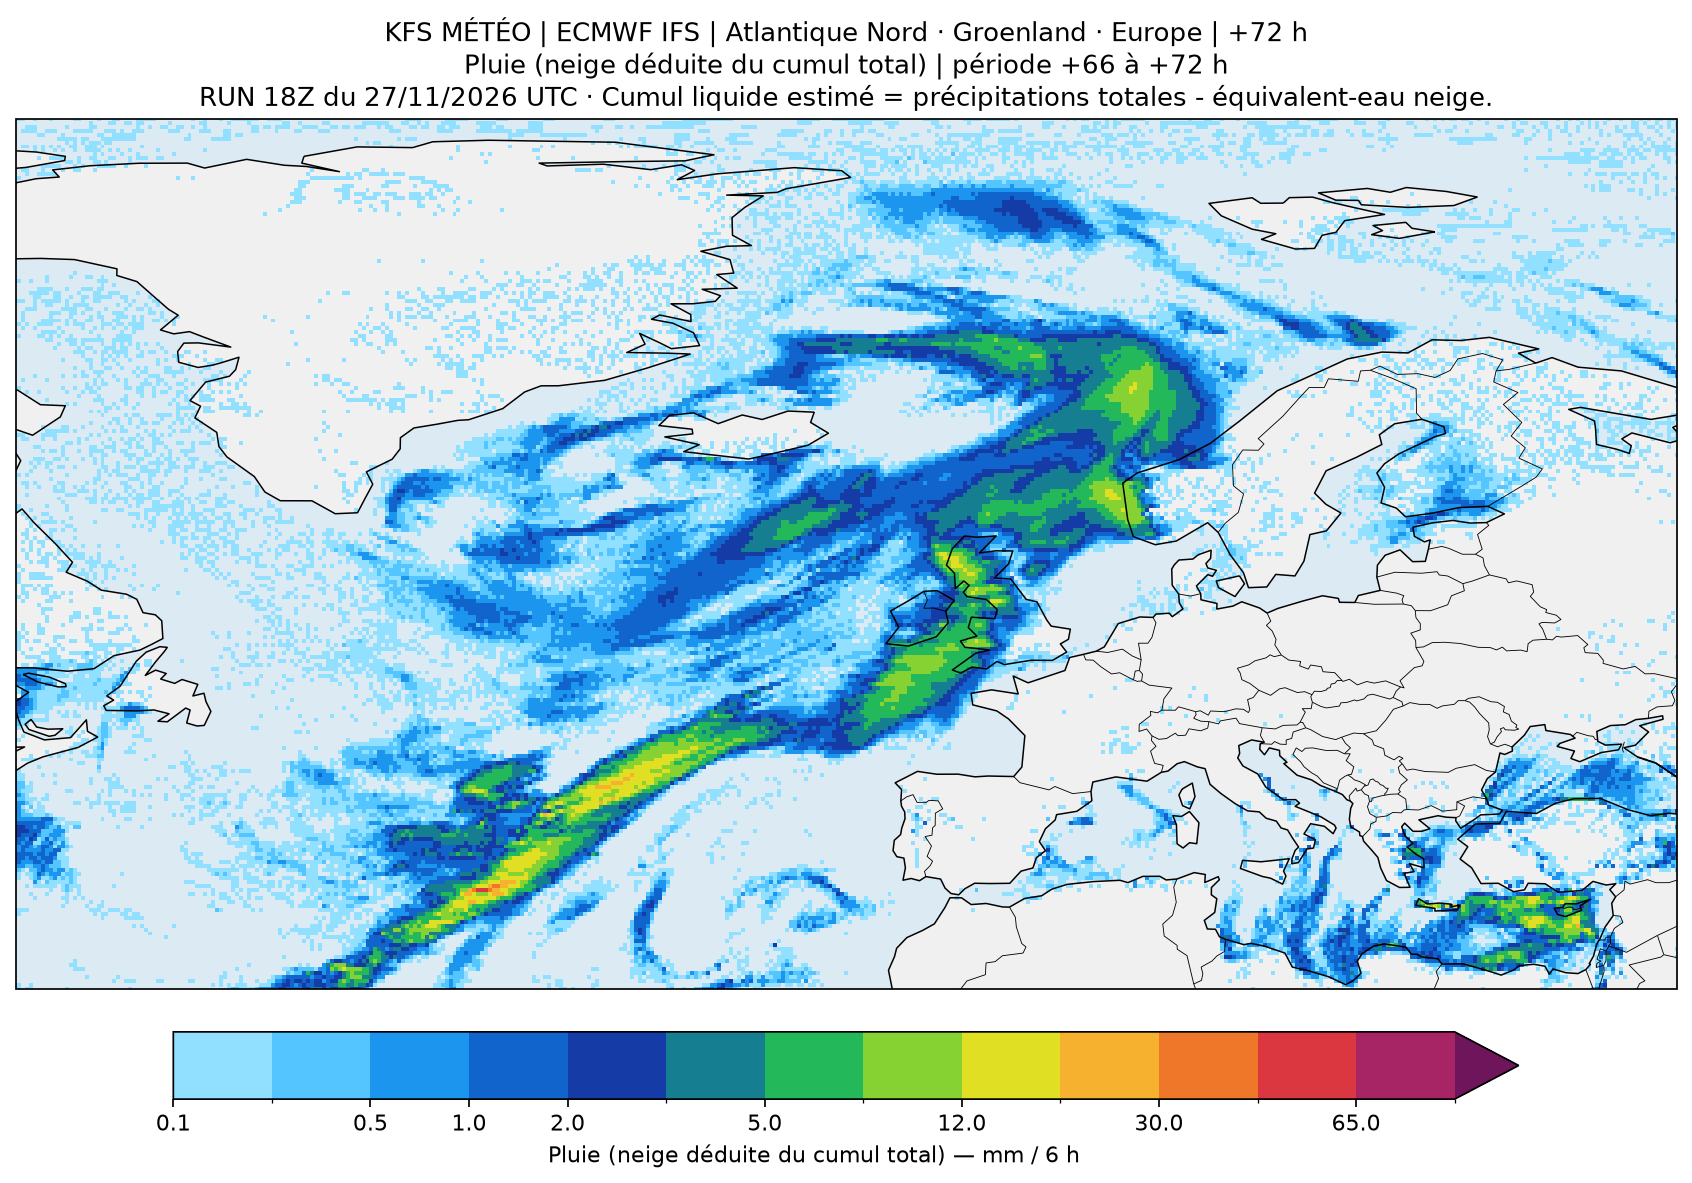 KFS MÉTÉO | ECMWF IFS | Atlantique Nord · Groenland · Europe | +72 h
Pluie (neige déduite du cumul total) | période +66 à +72 h
RUN 18Z du 27/11/2026 UTC · Cumul liquide estimé = précipitations totales - équivalent-eau neige.
0.1 0.5 1.0 2.0 5.0 12.0 30.0 65.0
Pluie (neige déduite du cumul total) — mm / 6 h